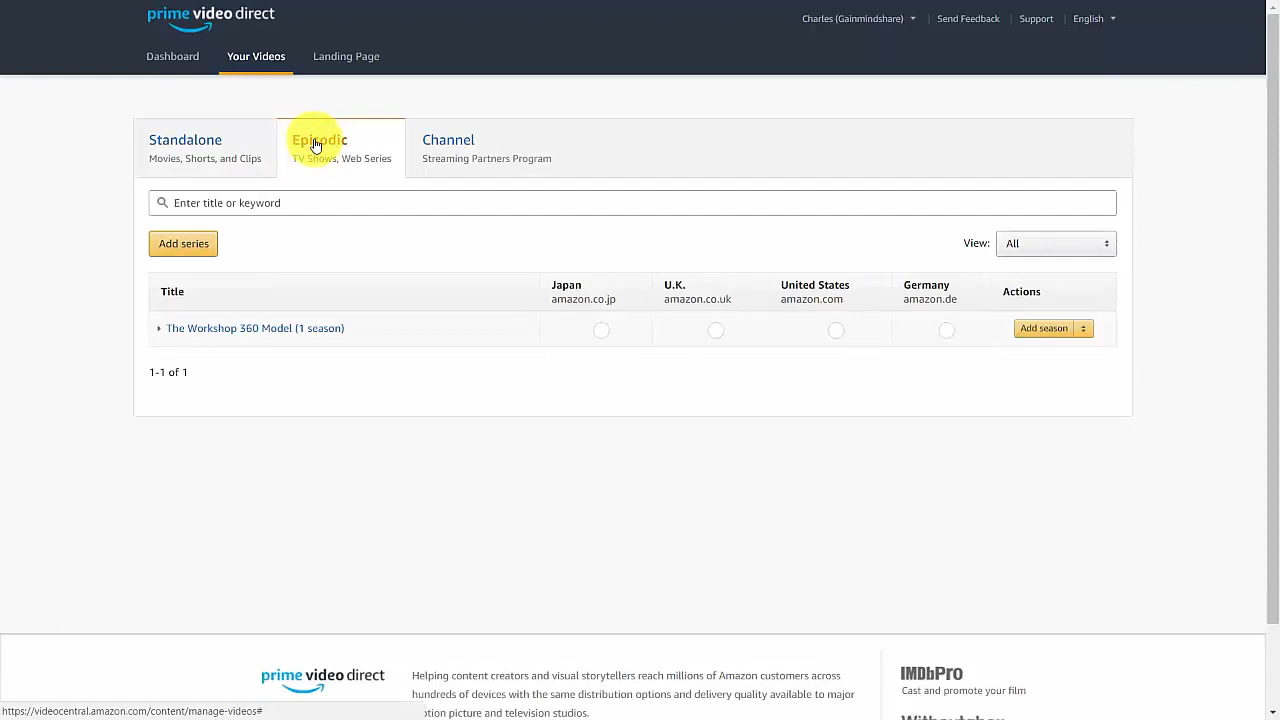 prime video direct
Charles (Gainmindshare)
Send Feedback
Support
English
Dashboard
Your Videos
Landing Page
Standalone
Movies, Shorts, and Clips
Episodic
TV Shows, Web Series
Channel
Streaming Partners Program
Enter title or keyword
Add series
View:
All
Title
Japan
amazon.co.jp
U.K.
amazon.co.uk
United States
amazon.com
Germany
amazon.de
Actions
The Workshop 360 Model (1 season)
Add season
1-1 of 1
prime video direct
Helping content creators and visual storytellers reach millions of Amazon customers across
hundreds of devices with the same distribution options and delivery quality available to major
otion picture and television studios.
IMDbPro
Cast and promote your film
https://videocentral.amazon.com/content/manage-videos#